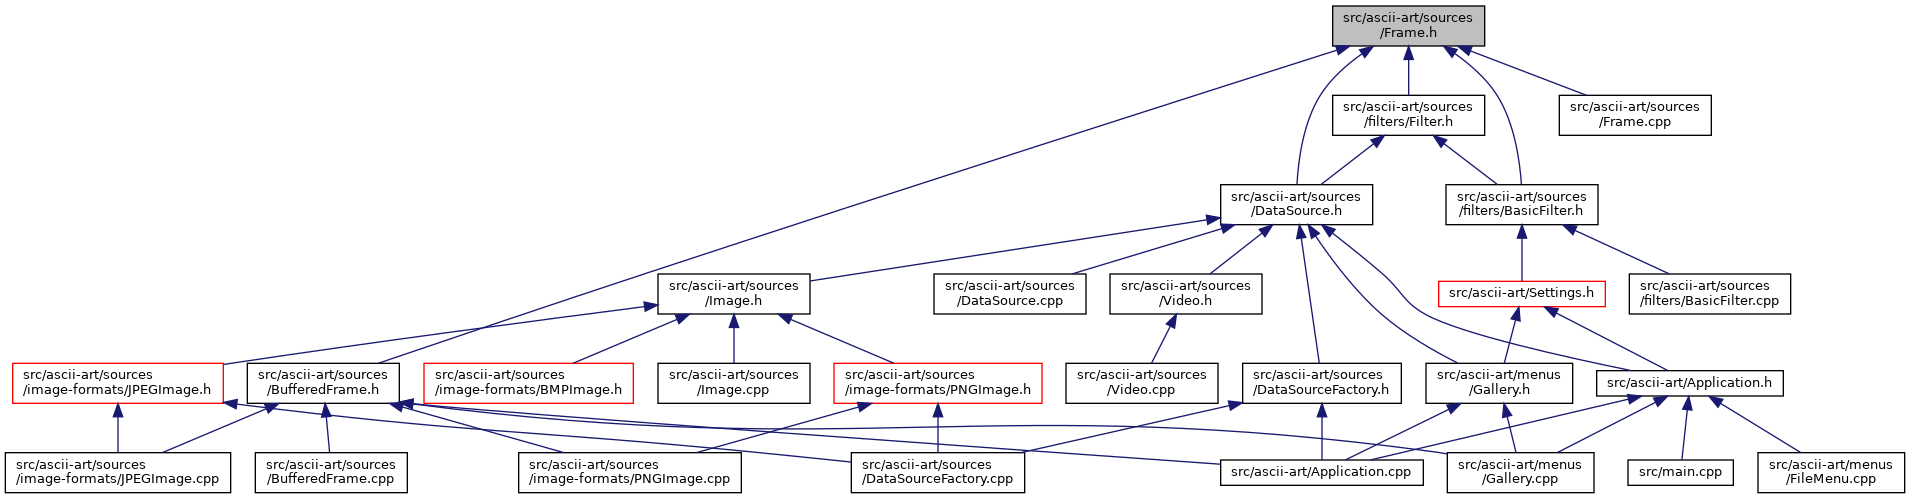 src/ascii-art/sources
/Frame.h
src/ascii-art/sources
/filters/Filter.h
src/ascii-art/sources
/Frame.cpp
src/ascii-art/sources
/DataSource.h
src/ascii-art/sources
/filters/BasicFilter.h
src/ascii-art/sources
/Image.h
src/ascii-art/sources
/DataSource.cpp
src/ascii-art/sources
/Video.h
src/ascii-art/Settings.h
src/ascii-art/sources
/filters/BasicFilter.cpp
src/ascii-art/sources
/image-formats/JPEGImage.h
src/ascii-art/sources
/BufferedFrame.h
src/ascii-art/sources
/image-formats/BMPImage.h
src/ascii-art/sources
/Image.cpp
src/ascii-art/sources
/image-formats/PNGImage.h
src/ascii-art/sources
/Video.cpp
src/ascii-art/sources
/DataSourceFactory.h
src/ascii-art/menus
/Gallery.h
src/ascii-art/Application.h
src/ascii-art/sources
/image-formats/JPEGImage.cpp
src/ascii-art/sources
/BufferedFrame.cpp
src/ascii-art/sources
/image-formats/PNGImage.cpp
src/ascii-art/sources
/DataSourceFactory.cpp
src/ascii-art/Application.cpp
src/ascii-art/menus
/Gallery.cpp
src/main.cpp
src/ascii-art/menus
/FileMenu.cpp